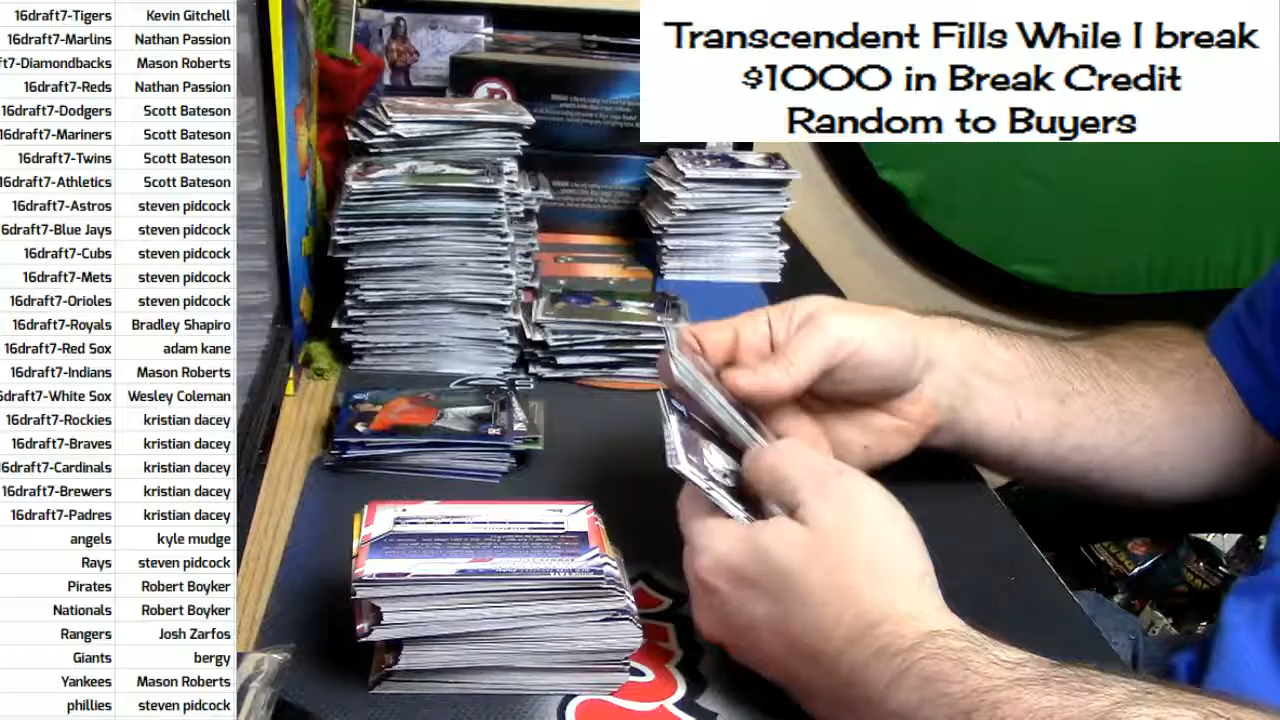 16draft7-Tigers Kevin Gitchell
16draft7-Marlins Nathan Passion
ft7-Diamondbacks Mason Roberts
16draft7-Reds Nathan Passion
16draft7-Dodgers Scott Bateson
16draft7-Mariners Scott Bateson
16draft7-Twins Scott Bateson
16draft7-Athletics Scott Bateson
16draft7-Astros steven pidcock
6draft7-Blue Jays steven pidcock
16draft7-Cubs steven pidcock
16draft7-Mets steven pidcock
16draft7-Orioles steven pidcock
16draft7-Royals Bradley Shapiro
16draft7-Red Sox adam kane
16draft7-Indians Mason Roberts
6draft7-White Sox Wesley Coleman
16draft7-Rockies kristian dacey
16draft7-Braves kristian dacey
6draft7-Cardinals kristian dacey
16draft7-Brewers kristian dacey
16draft7-Padres kristian dacey
angels kyle mudge
Rays steven pidcock
Pirates Robert Boyker
Nationals Robert Boyker
Rangers Josh Zarfos
Giants bergy
Yankees Mason Roberts
phillies steven pidcock
Transcendent Fills While I break
$1000 in Break Credit
Random to Buyers